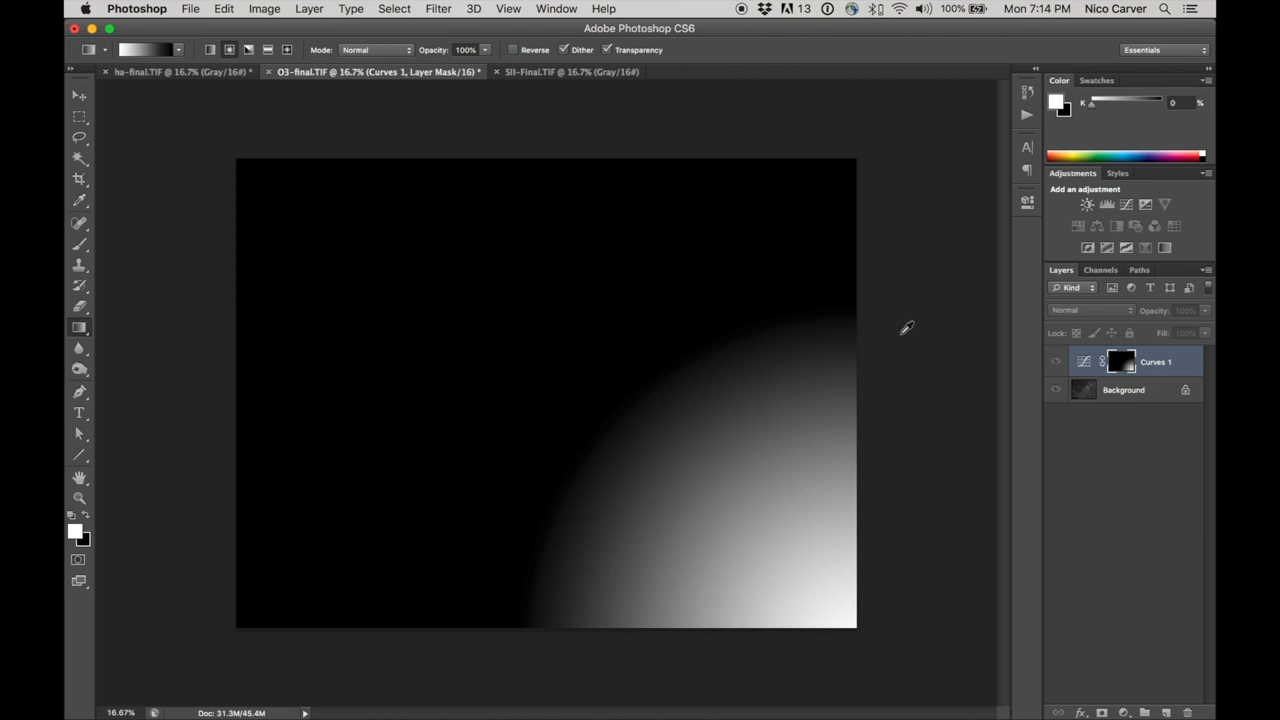 Photoshop File Edit Image Layer Type Select Filter 3D View Window Help 13 100% Mon 7:14 PM Nico Carver
Adobe Photoshop CS6
Mode: Normal Opacity: 100% Reverse Dither Transparency Essentials
ha-final.TIF @ 16.7% (Gray/16#) * O3-final.TIF @ 16.7% (Curves 1, Layer Mask/16) * SII-Final.TIF @ 16.7% (Gray/16#)
Color Swatches
K 0 %
Adjustments Styles
Add an adjustment
Layers Channels Paths
Kind
Normal Opacity: 100%
Lock: Fill: 100%
Curves 1
Background
16.67% Doc: 31.3M/45.4M